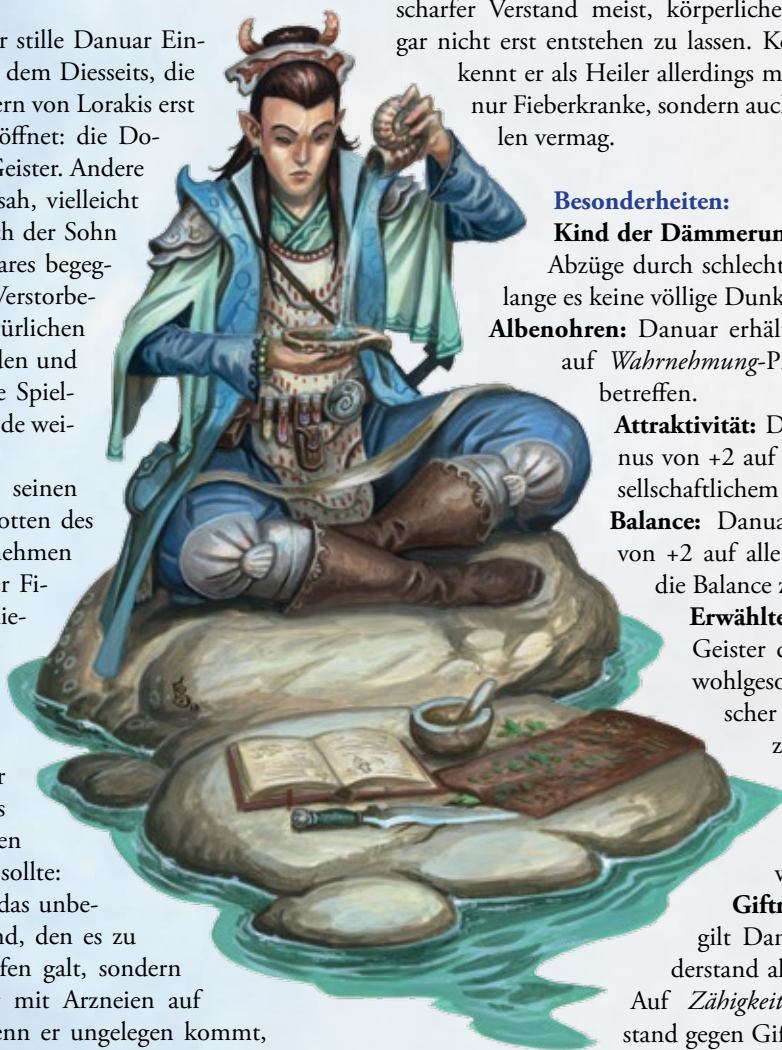 r stille Danuar Ein-
dem Diesseits, die
ern von Lorakis erst
öffnet: die Do-
Geister. Andere
sah, vielleicht
ch der Sohn
ares begeg-
Verstorbe-
türlichen
len und
e Spiel-
de wei-
seinen
otten des
nehmen
er Fi-
ie-
r
s
en
sollte:
das unbe-
nd, den es zu
fen galt, sondern
mit Arzneien auf
enn er ungelegen kommt,
scharfer Verstand meist, körperliche
gar nicht erst entstehen zu lassen. K
kennt er als Heiler allerdings m
nur Fieberkranke, sondern auch
len vermag.
Besonderheiten:
Kind der Dämmerun
Abzüge durch schlecht
lange es keine völlige Dunk
Albenohren: Danuar erhäl
auf Wahrnehmung-P
betreffen.
Attraktivität: D
nus von +2 auf
sellschaftlichem
Balance: Danua
von +2 auf alle
die Balance z
Erwählte
Geister d
wohlgeso
scher
z
v
Giftr
gilt Dan
derstand al
Auf Zähigkeit
stand gegen Gif